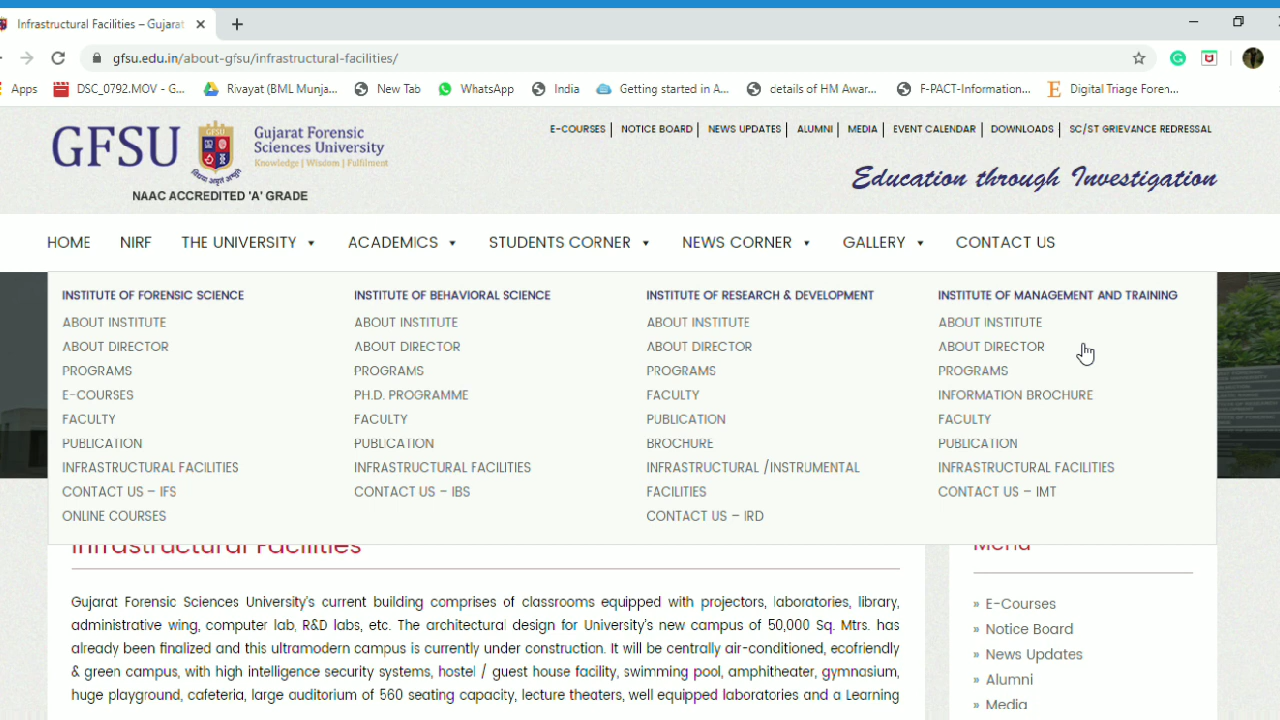 Infrastructural Facilities – Gujarat
gfsu.edu.in/about-gfsu/infrastructural-facilities/
Apps DSC_0792.MOV - G... Rivayat (BML Munja... New Tab WhatsApp India Getting started in A... cetails of HM Awar... F-PACT-Information... Digital Triage Foren...
GFSU
Gujarat Forensic
Sciences University
Knowledge | Wisdom | Fulfilment
NAAC ACCREDITED 'A' GRADE
E-COURSES | NOTICE BOARD | NEWS UPDATES | ALUMNI | MEDIA | EVENT CALENDAR | DOWNLOADS | SC/ST GRIEVANCE REDRESSAL
Education through Investigation
HOME NIRF THE UNIVERSITY ACADEMICS STUDENTS CORNER NEWS CORNER GALLERY CONTACT US
INSTITUTE OF FORENSIC SCIENCE
ABOUT INSTITUTE
ABOUT DIRECTOR
PROGRAMS
E-COURSES
FACULTY
PUBLICATION
INFRASTRUCTURAL FACILITIES
CONTACT US – IFS
ONLINE COURSES
INSTITUTE OF BEHAVIORAL SCIENCE
ABOUT INSTITUTE
ABOUT DIRECTOR
PROGRAMS
PH.D. PROGRAMME
FACULTY
PUBLICATION
INFRASTRUCTURAL FACILITIES
CONTACT US – IBS
INSTITUTE OF RESEARCH & DEVELOPMENT
ABOUT INSTITUTE
ABOUT DIRECTOR
PROGRAMS
FACULTY
PUBLICATION
BROCHURE
INFRASTRUCTURAL /INSTRUMENTAL
FACILITIES
CONTACT US – IRD
INSTITUTE OF MANAGEMENT AND TRAINING
ABOUT INSTITUTE
ABOUT DIRECTOR
PROGRAMS
INFORMATION BROCHURE
FACULTY
PUBLICATION
INFRASTRUCTURAL FACILITIES
CONTACT US – IMT
Infrastructural Facilities
Gujarat Forensic Sciences University's current building comprises of classrooms equipped with projectors, laboratories, library,
administrative wing, computer lab, R&D labs, etc. The architectural design for University's new campus of 50,000 Sq. Mtrs. has
already been finalized and this ultramodern campus is currently under construction. It will be centrally air-conditioned, ecofriendly
& green campus, with high intelligence security systems, hostel / guest house facility, swimming pool, amphitheater, gymnasium,
huge playground, cafeteria, large auditorium of 560 seating capacity, lecture theaters, well equipped laboratories and a Learning
Menu
» E-Courses
» Notice Board
» News Updates
» Alumni
» Media